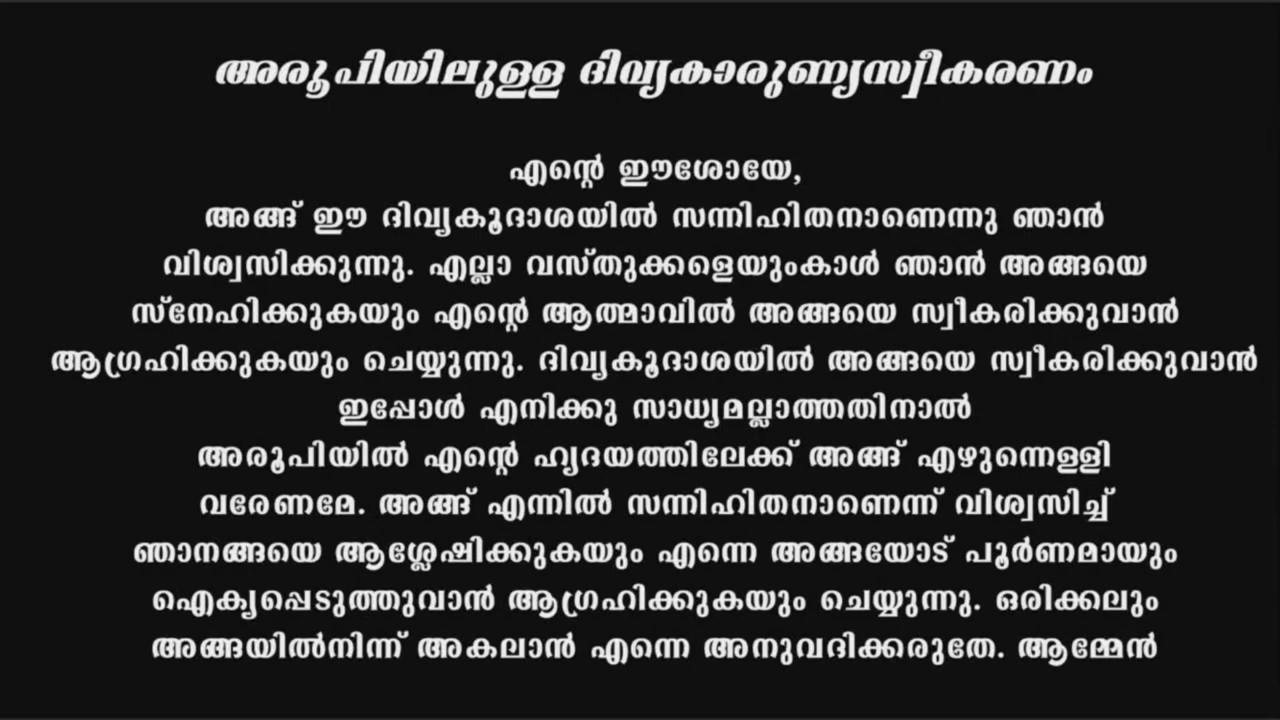 അരൂപിയിലുള്ള ദിവ്യകാരുണ്യസ്വീകരണം
എന്റെ ഈശോയേ,
അങ്ങ് ഈ ദിവ്യകൂദാശയിൽ സന്നിഹിതനാണെന്നു ഞാൻ
വിശ്വസിക്കുന്നു. എല്ലാ വസ്തുക്കളെയുംകാൾ ഞാൻ അങ്ങയെ
സ്നേഹിക്കുകയും എന്റെ ആത്മാവിൽ അങ്ങയെ സ്വീകരിക്കുവാൻ
ആഗ്രഹിക്കുകയും ചെയ്യുന്നു. ദിവ്യകൂദാശയിൽ അങ്ങയെ സ്വീകരിക്കുവാൻ
ഇപ്പോൾ എനിക്കു സാധ്യമല്ലാത്തതിനാൽ
അരൂപിയിൽ എന്റെ ഹൃദയത്തിലേക്ക് അങ്ങ് എഴുന്നെള്ളി
വരേണമേ. അങ്ങ് എന്നിൽ സന്നിഹിതനാണെന്ന് വിശ്വസിച്ച്
ഞാനങ്ങയെ ആശ്ലേഷിക്കുകയും എന്നെ അങ്ങയോട് പൂർണമായും
ഐക്യപ്പെടുത്തുവാൻ ആഗ്രഹിക്കുകയും ചെയ്യുന്നു. ഒരിക്കലും
അങ്ങയിൽനിന്ന് അകലാൻ എന്നെ അനുവദിക്കരുതേ. ആമ്മേൻ